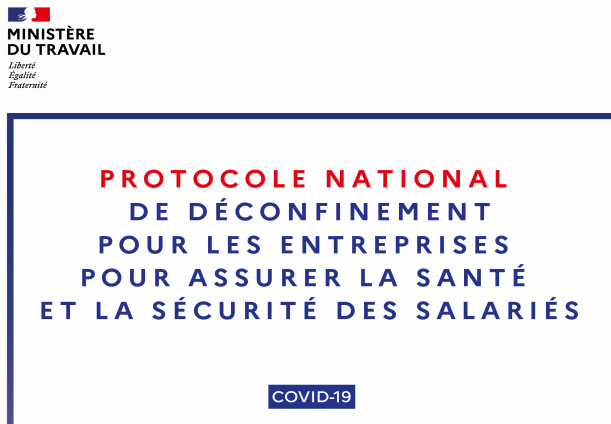 MINISTÈRE
DU TRAVAIL
Liberté
Égalité
Fraternité
PROTOCOLE NATIONAL
DE DÉCONFINEMENT
POUR LES ENTREPRISES
POUR ASSURER LA SANTÉ
ET LA SÉCURITÉ DES SALARIÉS
COVID-19